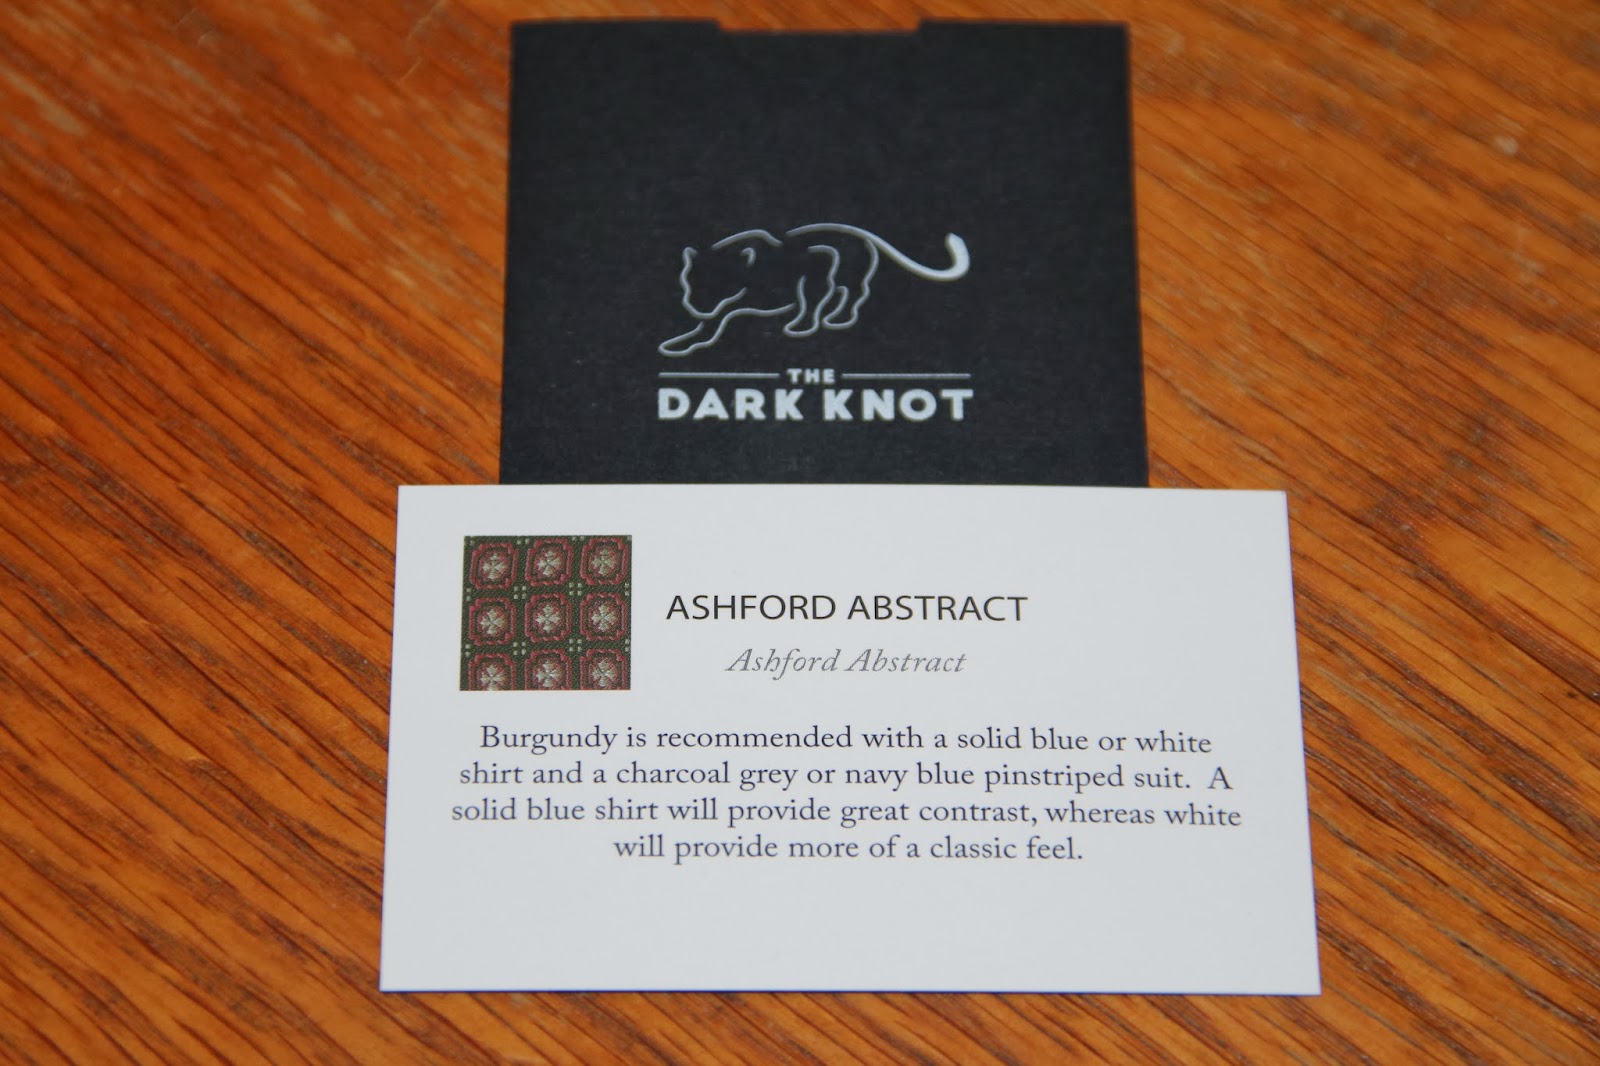 THE
DARK KNOT
ASHFORD ABSTRACT
Ashford Abstract
Burgundy is recommended with a solid blue or white
shirt and a charcoal grey or navy blue pinstriped suit.  A
solid blue shirt will provide great contrast, whereas white
will provide more of a classic feel.